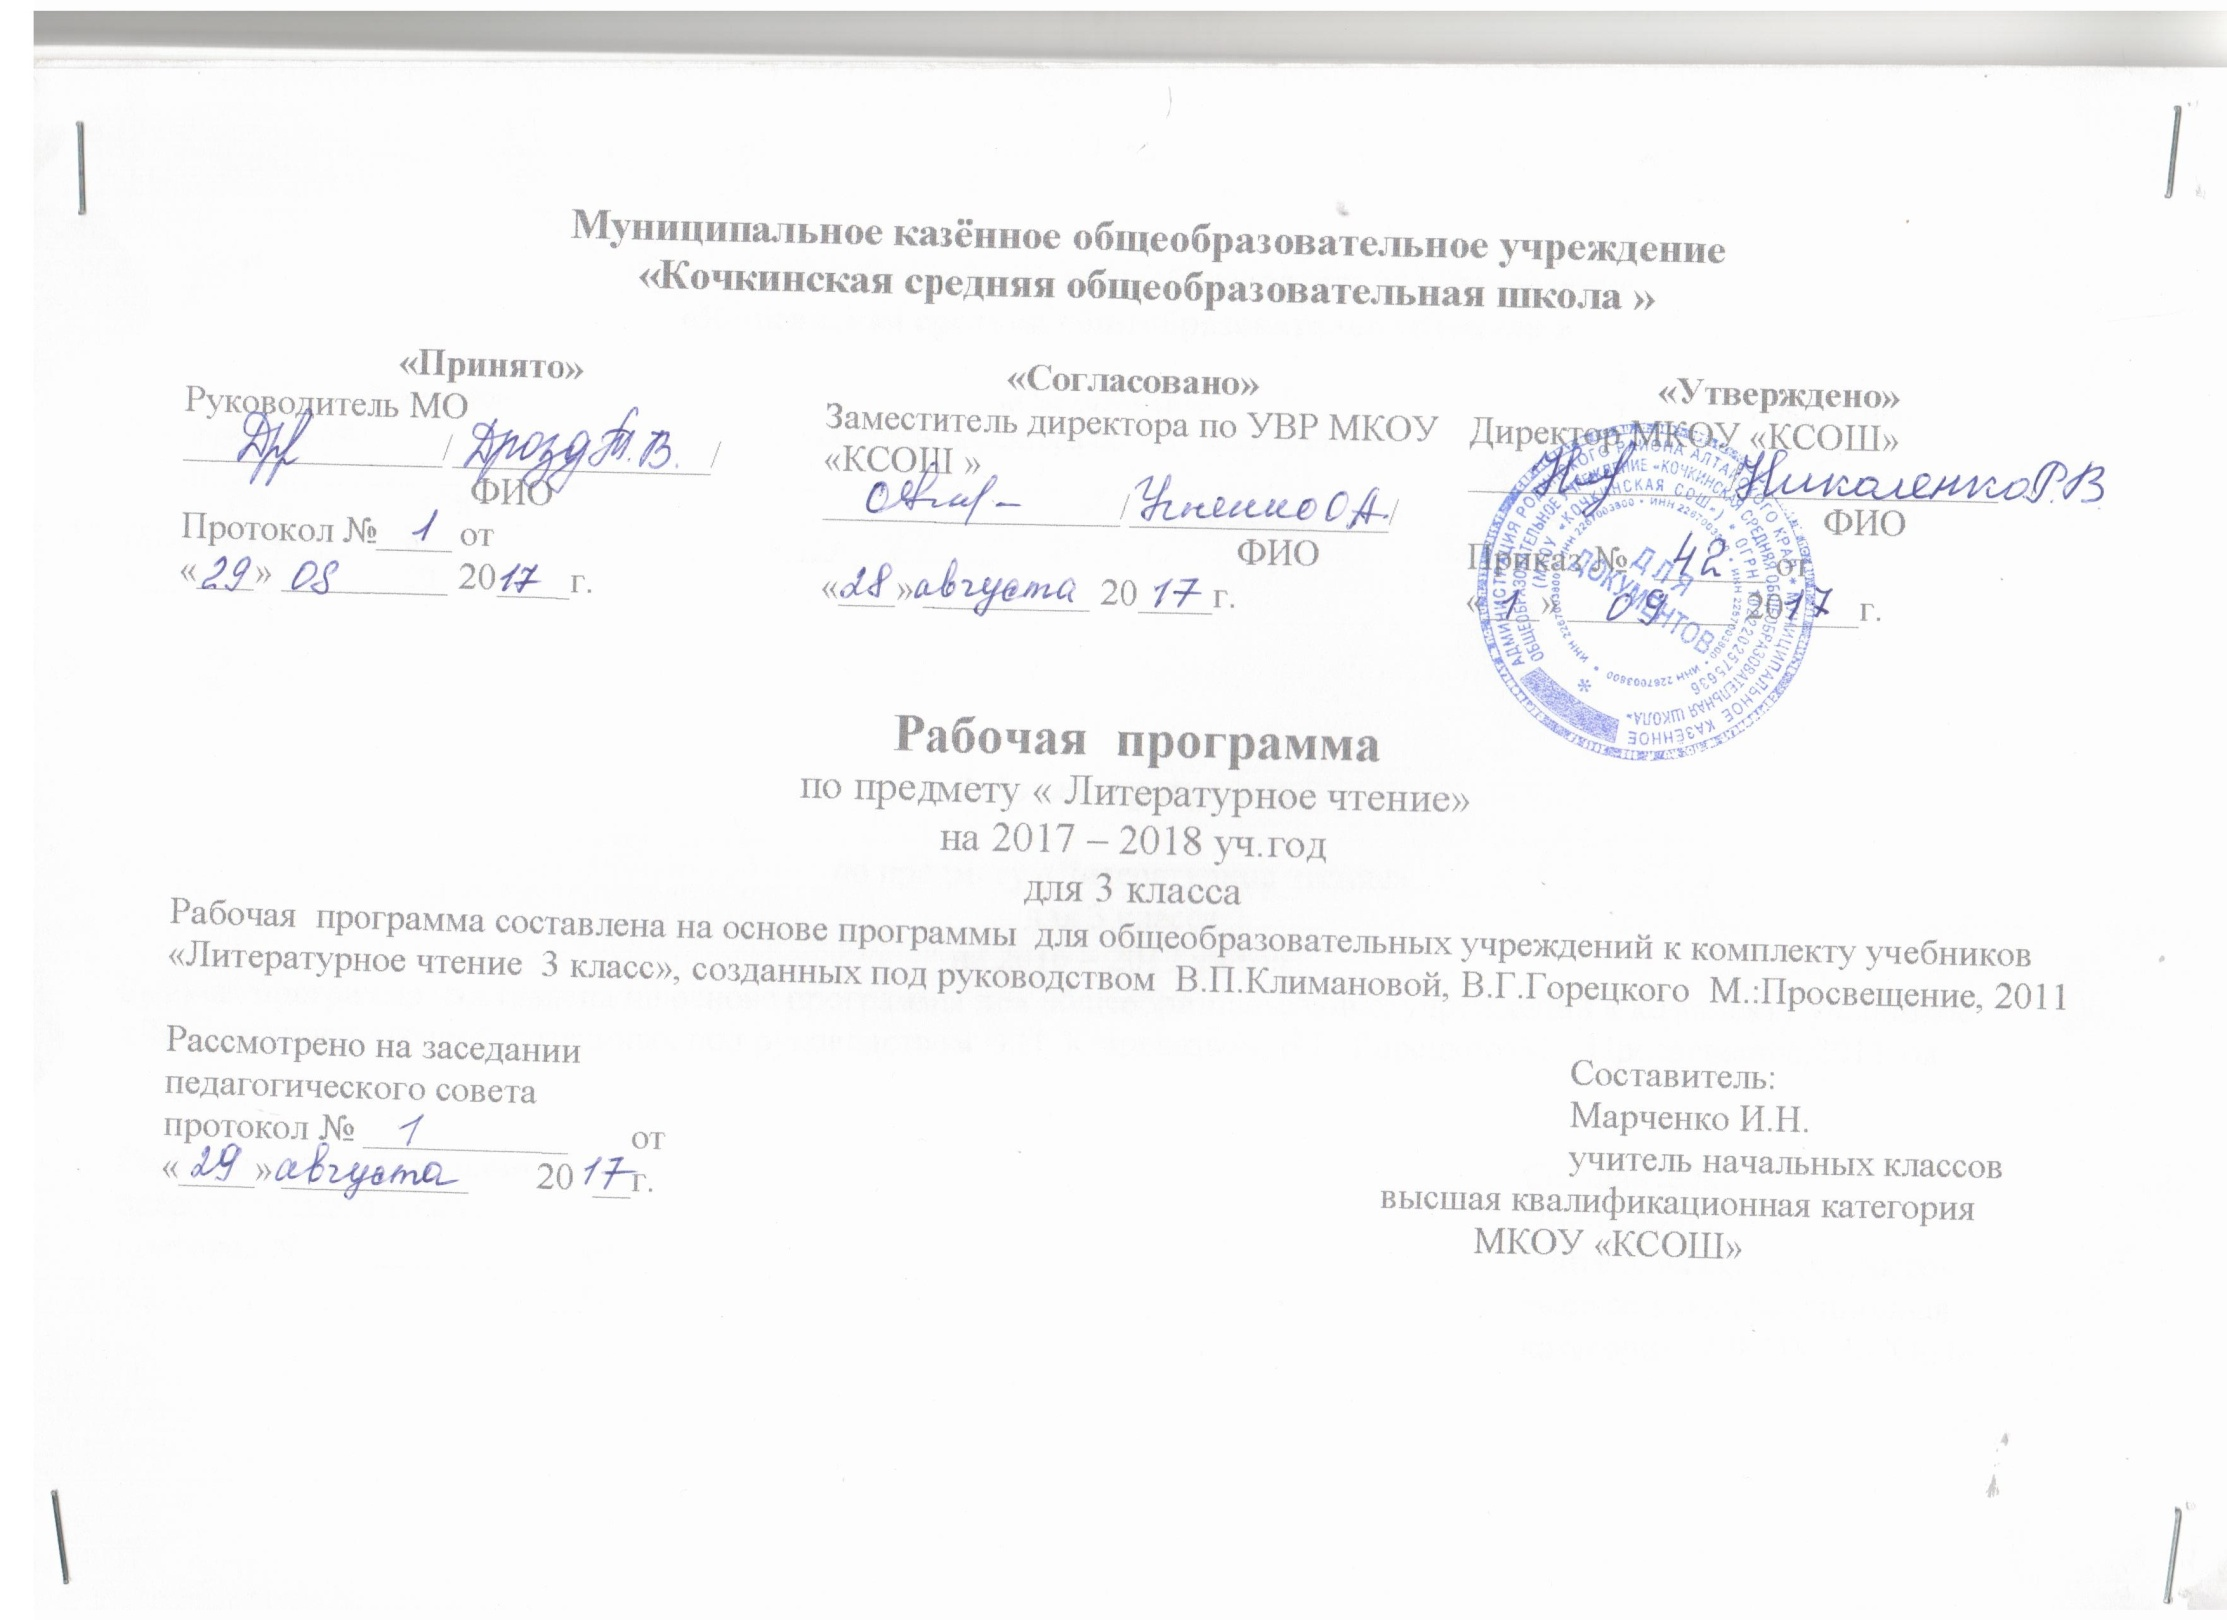 Муниципальное казённое общеобразовательное учреждение
«Кочкинская средняя общеобразовательная школа »
«Принято»
Руководитель МО
/ Дрозд Т.В. /
ФИО
Протокол № 1 от
«29» 08 2017 г.
«Согласовано»
Заместитель директора по УВР МКОУ
«КСОШ »
/ О.А. /
ФИО
«28» августа 2017 г.
«Утверждено»
Директор МКОУ «КСОШ»
Николенко Р.В.
ФИО
Приказ № 42 от
« 1 » 09 2017 г.
ДЛЯ
ДОКУМЕНТОВ
Рабочая программа
по предмету « Литературное чтение»
на 2017 – 2018 уч.год
для 3 класса
Рабочая программа составлена на основе программы для общеобразовательных учреждений к комплекту учебников
«Литературное чтение 3 класс», созданных под руководством В.П.Климановой, В.Г.Горецкого М.:Просвещение, 2011
Рассмотрено на заседании
педагогического совета
протокол № 1 от
«29» августа 2017г.
Составитель:
Марченко И.Н.
учитель начальных классов
высшая квалификационная категория
МКОУ «КСОШ»